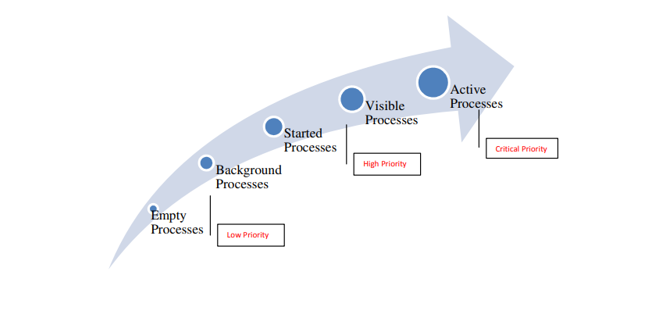 Active
Processes
Visible
Processes
Critical Priority
Started
Processes
High Priority
Background
Processes
Empty
Processes
Low Priority